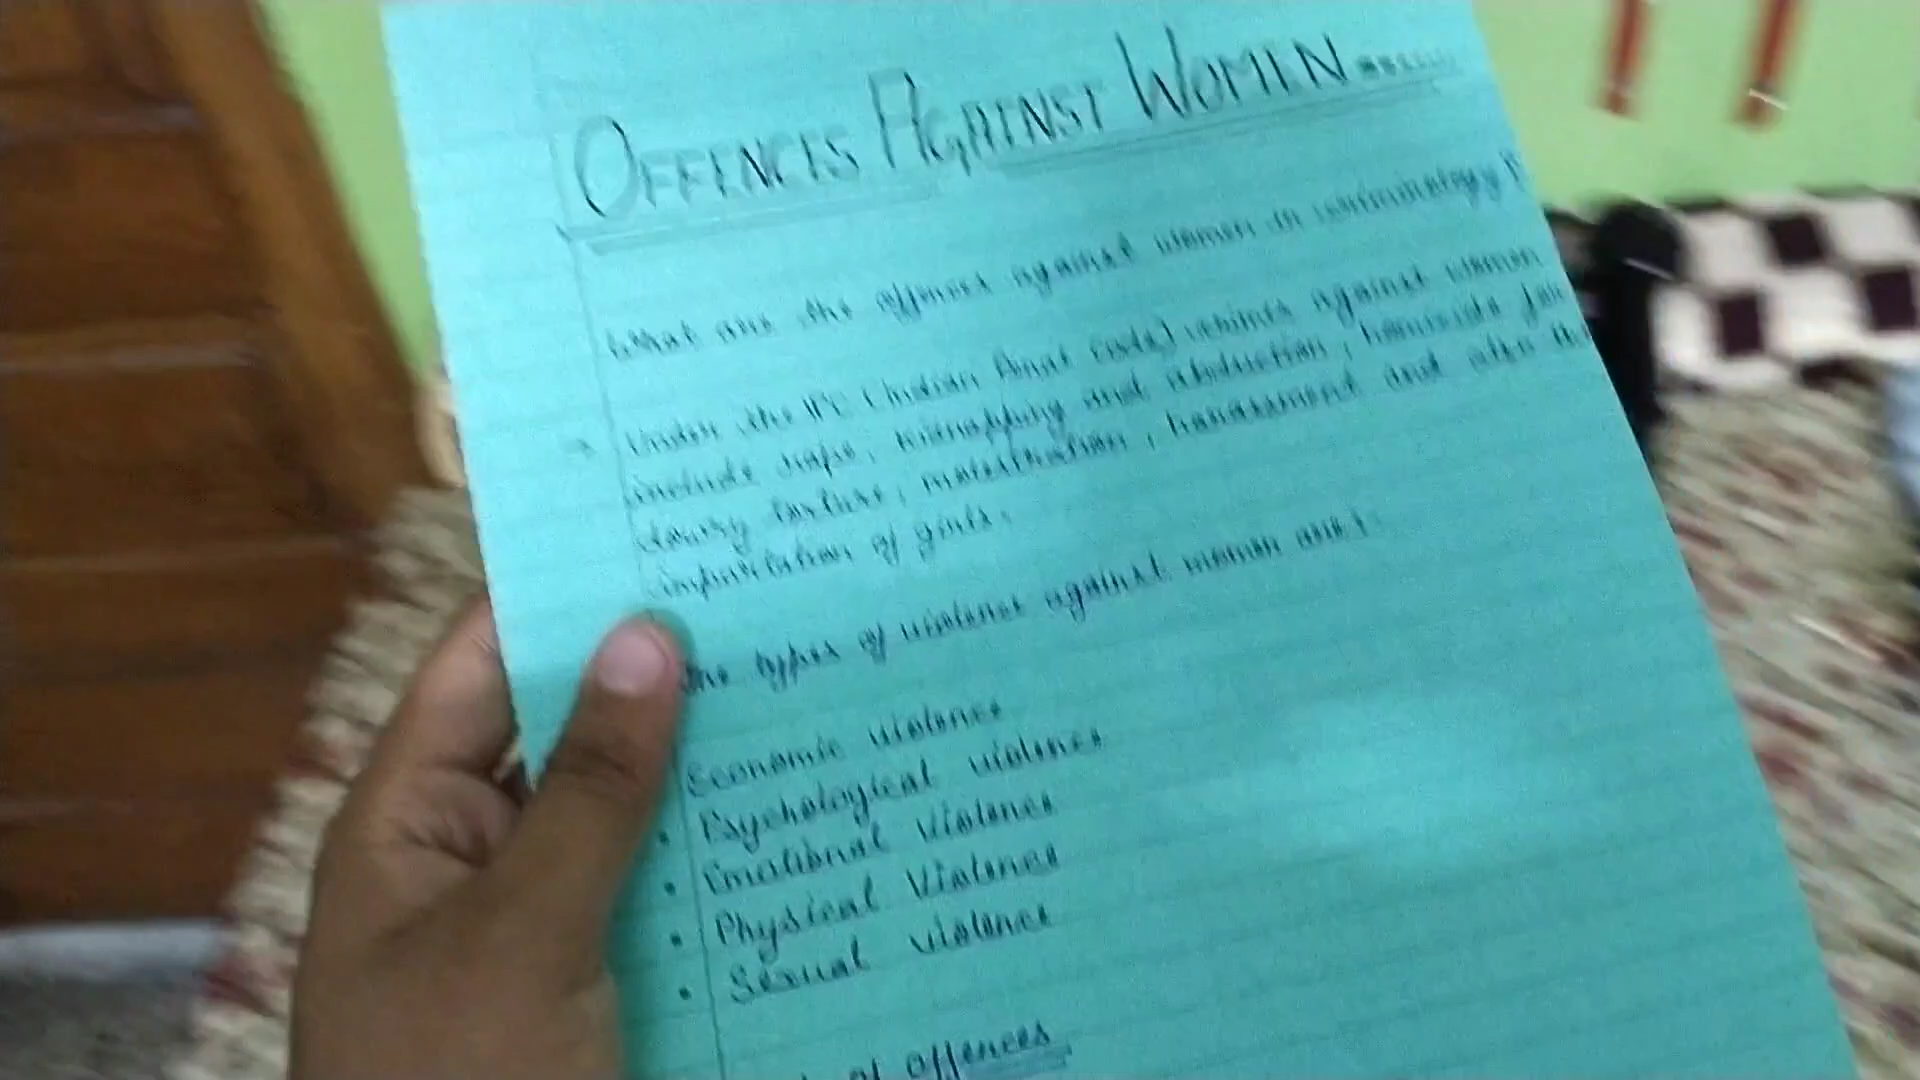 OFFENCES AGAINST WOMEN
What are the offences against women in criminology ?
Under the IPC (Indian Penal Code) crimes against women
include rape, kidnapping and abduction, homicide for
dowry torture, molestation, harassment and also the
importation of girls.
The types of violence against women are :
Economic violence
Psychological violence
Emotional Violence
Physical Violence
Sexual violence
of offences